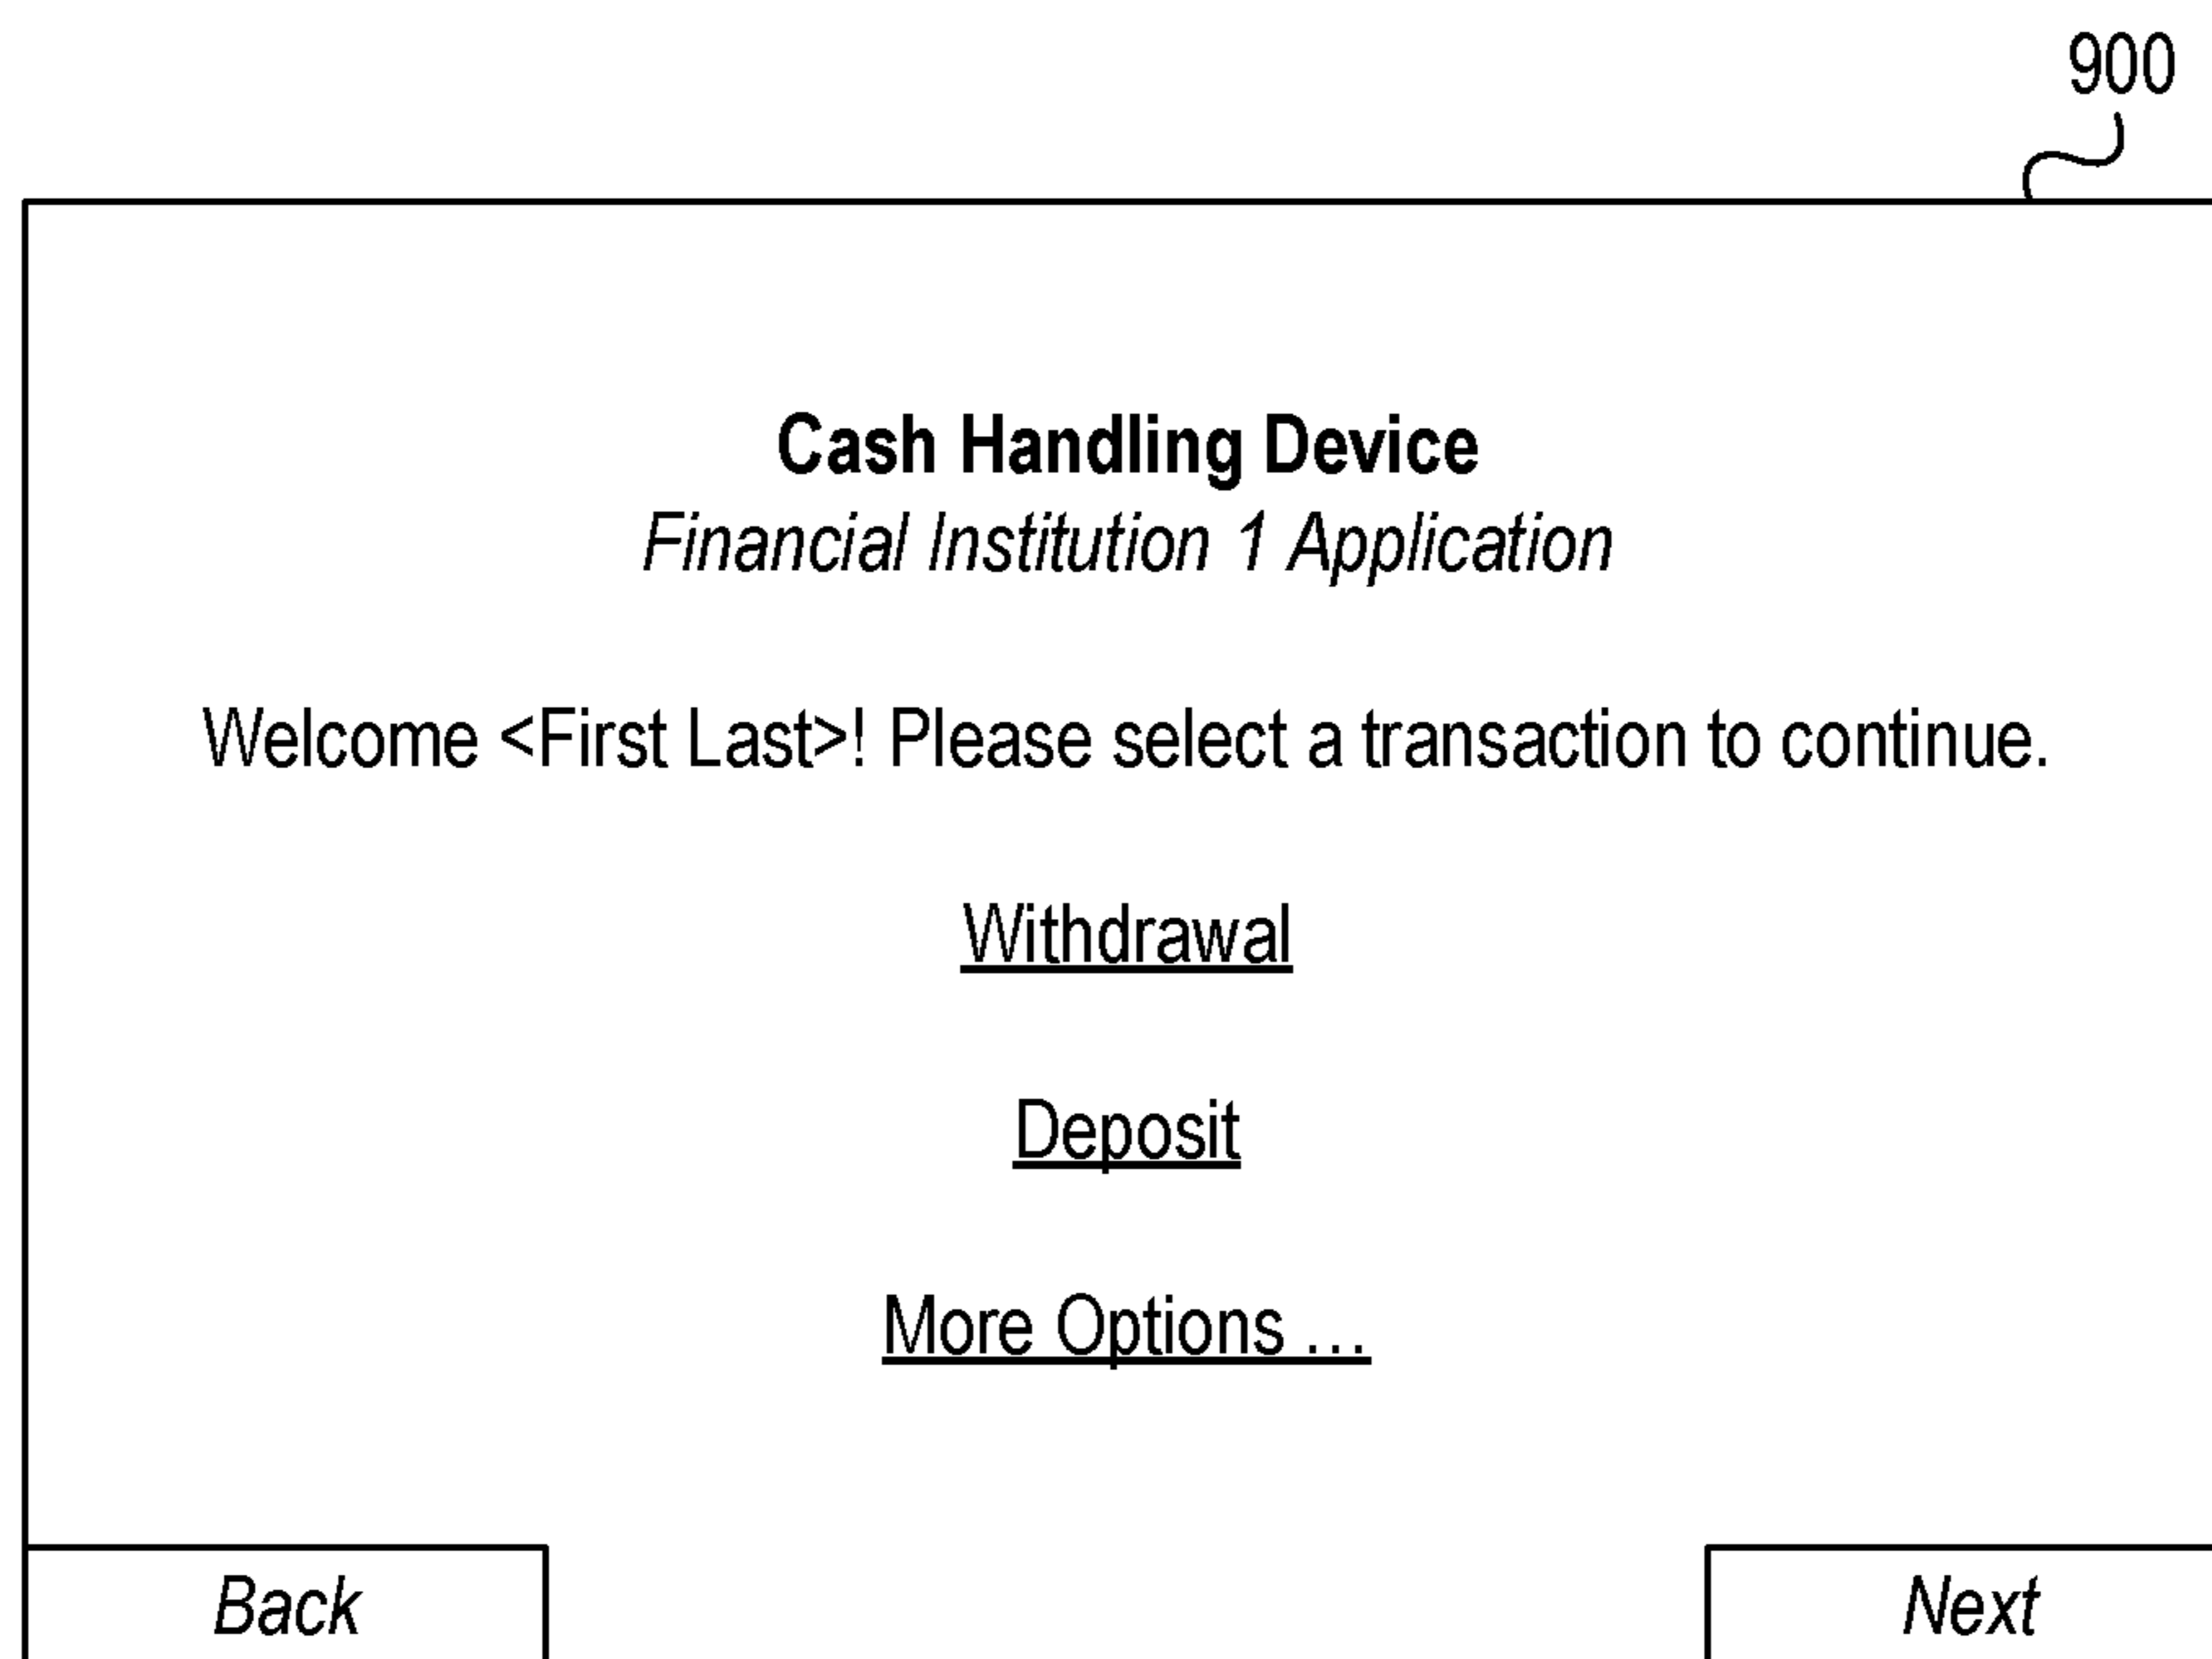 900
Cash Handling Device
Financial Institution 1 Application
Welcome <First Last>! Please select a transaction to continue.
Withdrawal
Deposit
More Options ...
Back
Next